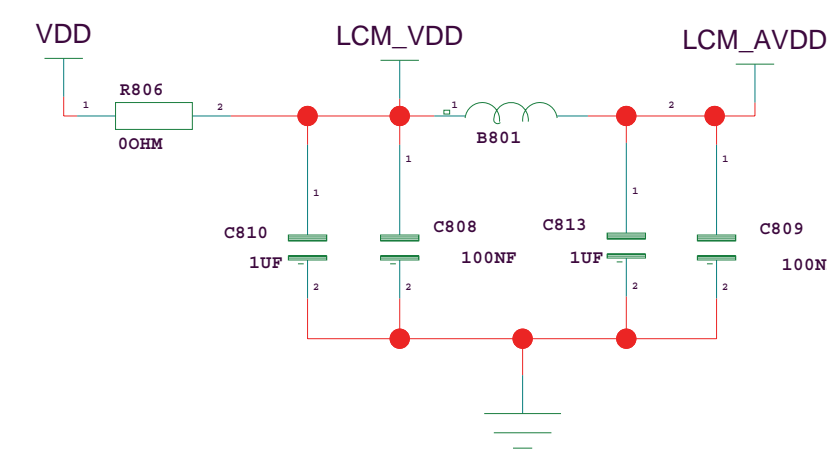 VDD
LCM_VDD
LCM_AVDD
R806
1
2
0OHM
1
B801
2
1
1
1
1
C810
1UF
C808
100NF
C813
1UF
C809
100N
2
2
2
2